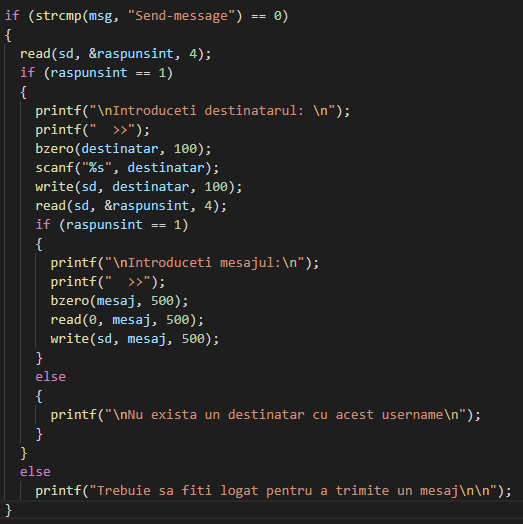 if (strcmp(msg, "Send-message") == 0)
{
  read(sd, &raspunsint, 4);
  if (raspunsint == 1)
  {
    printf("\nIntroduceti destinatarul: \n");
    printf("  >>");
    bzero(destinatar, 100);
    scanf("%s", destinatar);
    write(sd, destinatar, 100);
    read(sd, &raspunsint, 4);
    if (raspunsint == 1)
    {
      printf("\nIntroduceti mesajul:\n");
      printf("  >>");
      bzero(mesaj, 500);
      read(0, mesaj, 500);
      write(sd, mesaj, 500);
    }
    else
    {
      printf("\nNu exista un destinatar cu acest username\n");
    }
  }
  else
    printf("Trebuie sa fiti logat pentru a trimite un mesaj\n\n");
}